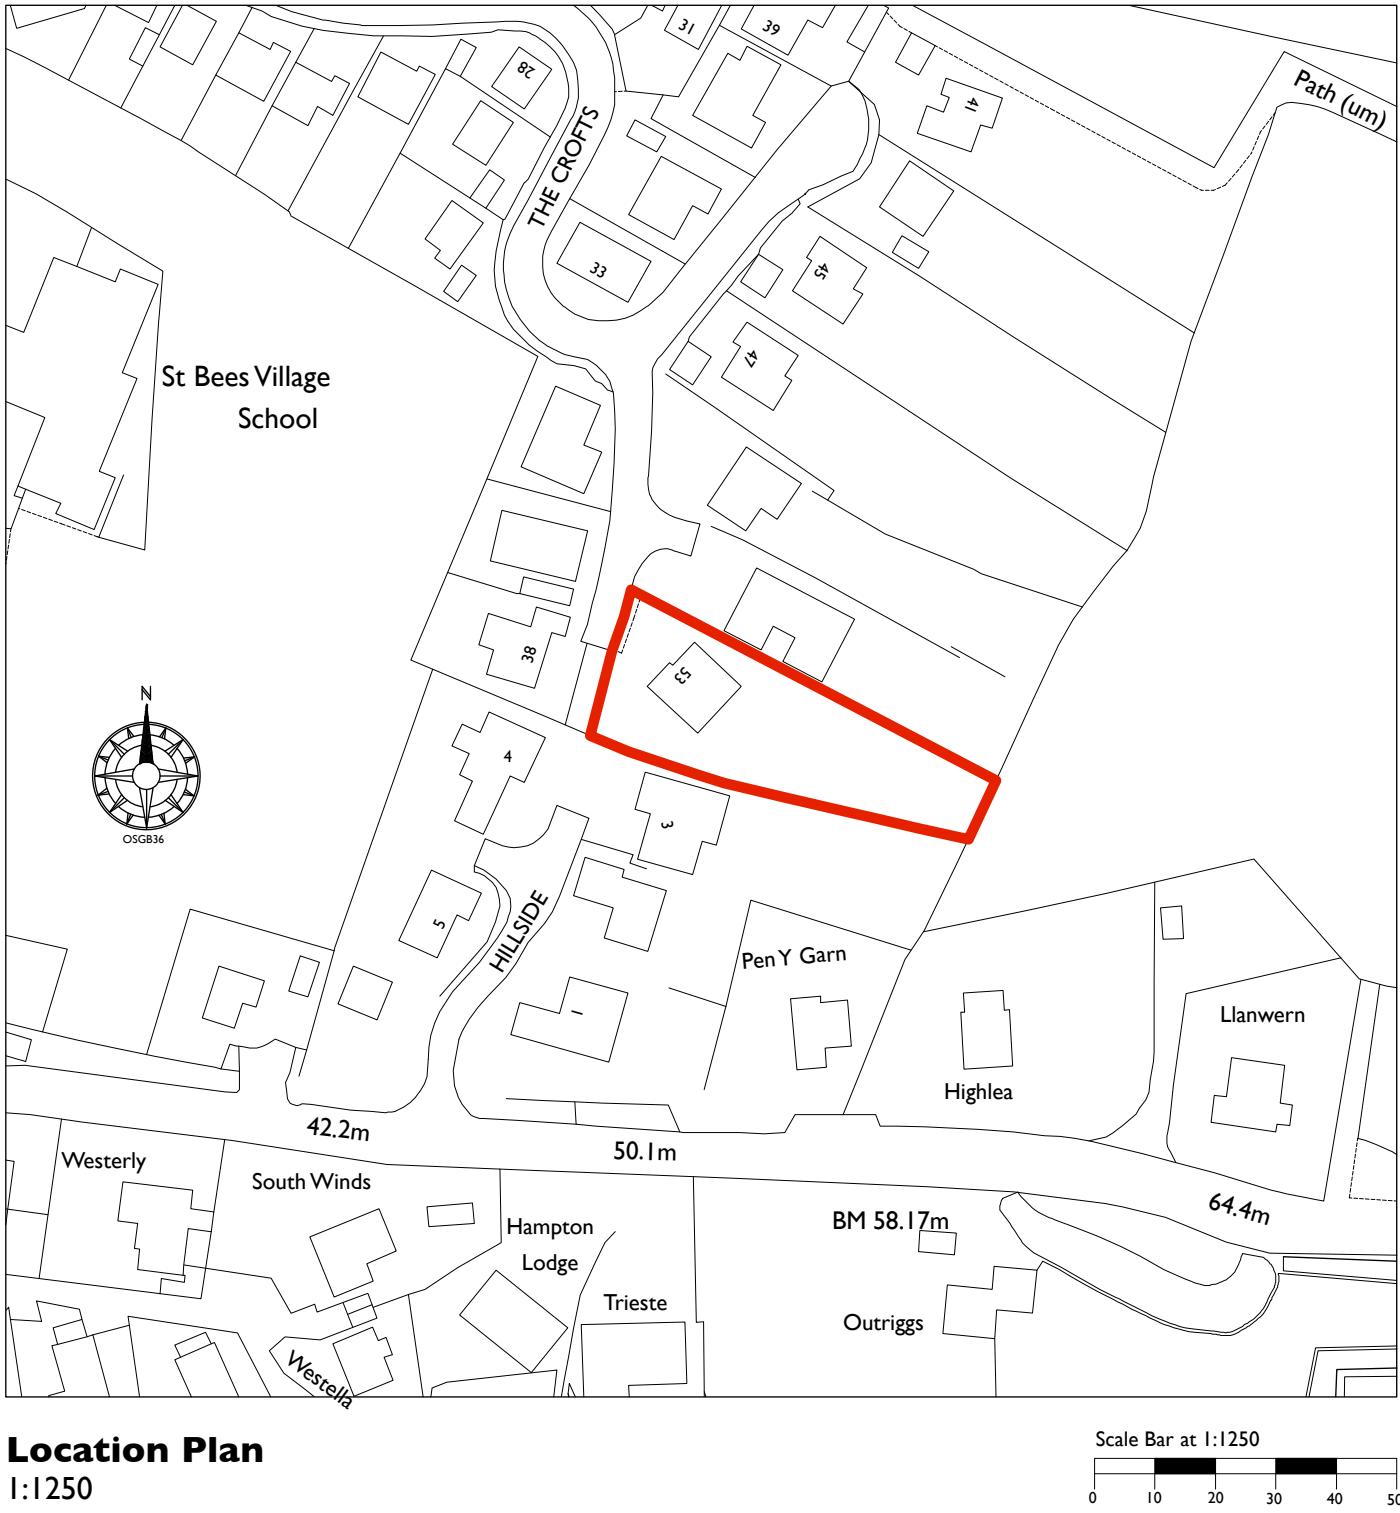 31
39
28
41
Path (um)
THE CROFTS
33
45
47
St Bees Village
School
38
53
N
OSGB36
4
3
5
HILLSIDE
1
Pen Y Garn
Llanwern
Highlea
42.2m
50.1m
Westerly
South Winds
Hampton
Lodge
BM 58.17m
64.4m
Trieste
Outriggs
Westella
Location Plan
1:1250
Scale Bar at 1:1250
0 10 20 30 40 50